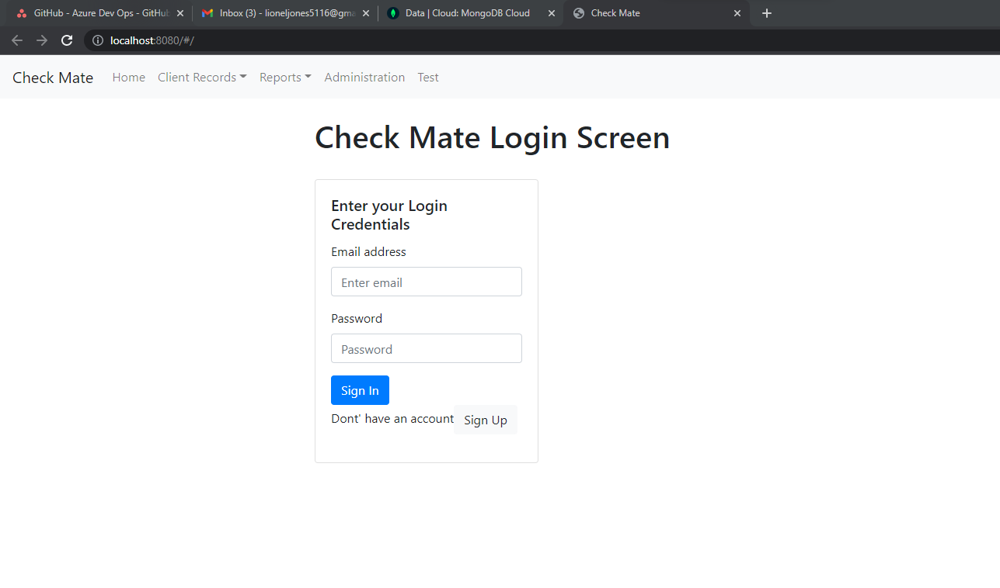 GitHub - Azure Dev Ops - GitHub
Inbox (3) - lioneljones5116@gma
Data | Cloud: MongoDB Cloud
Check Mate
localhost:8080/#/
Check Mate Home Client Records Reports Administration Test
Check Mate Login Screen
Enter your Login
Credentials
Email address
Enter email
Password
Password
Sign In
Dont' have an account Sign Up